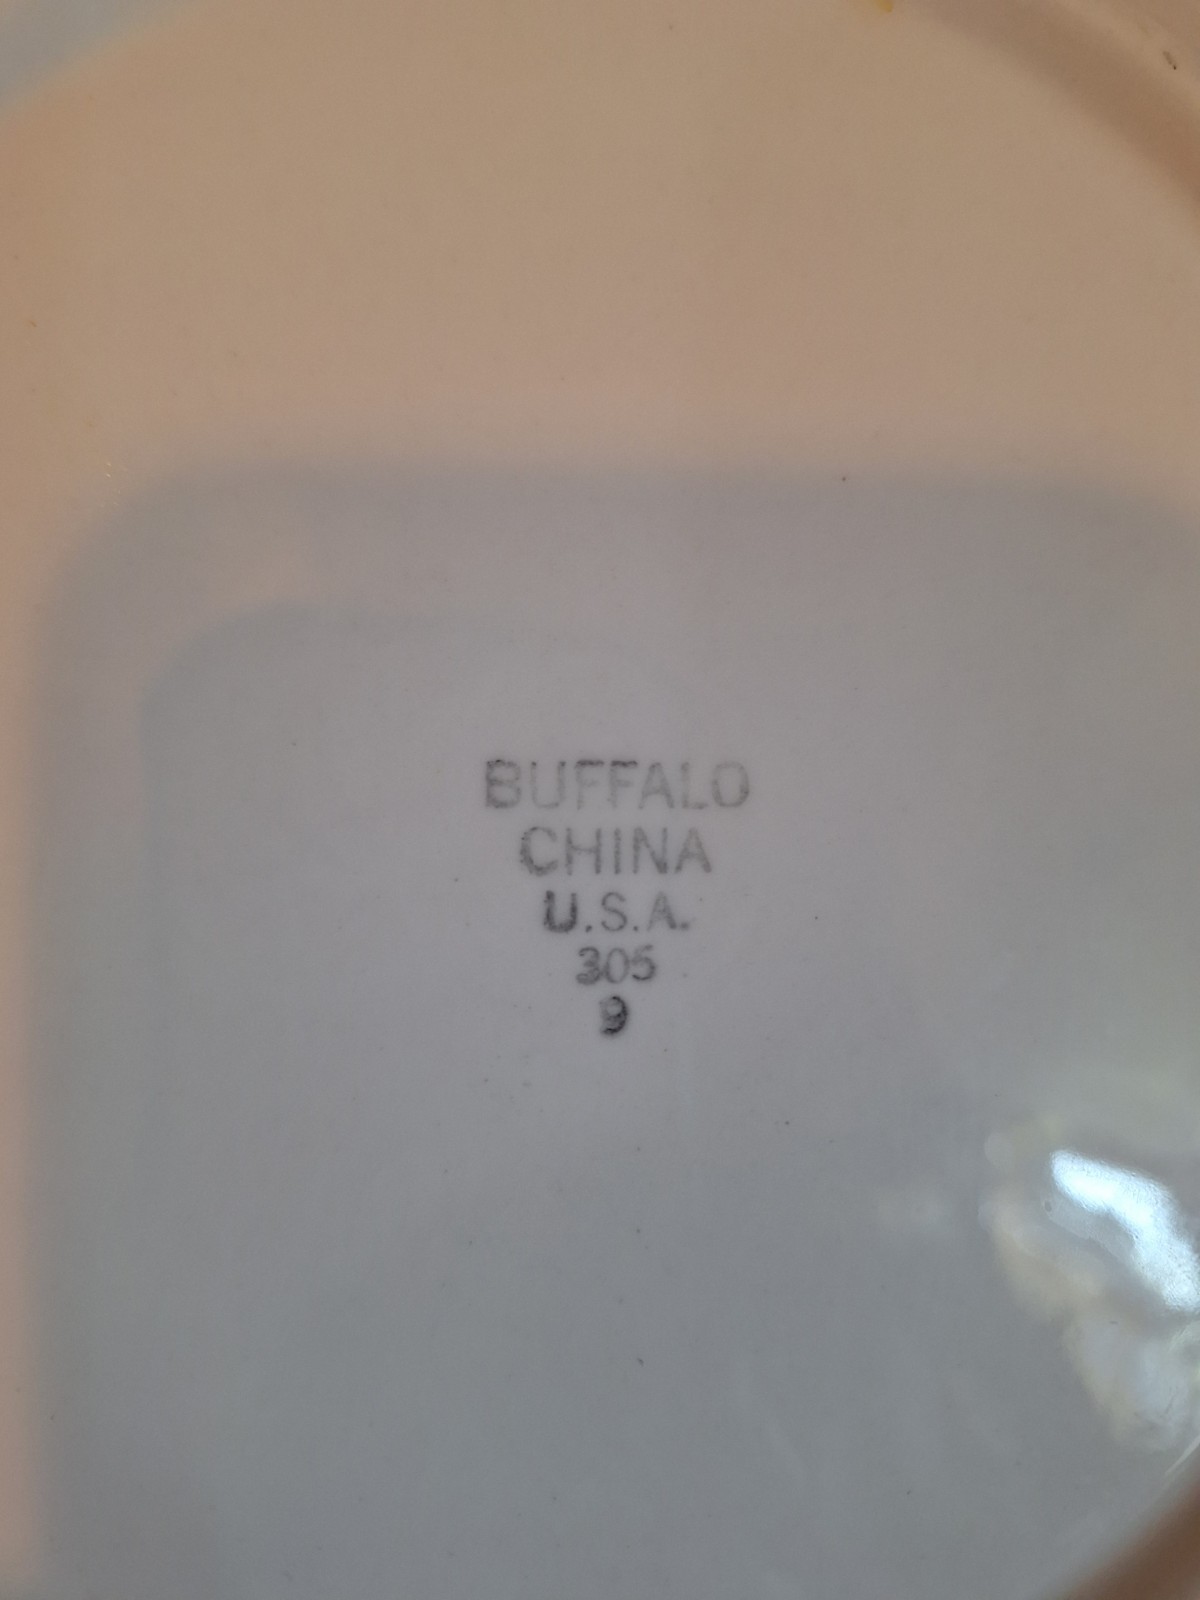 BUFFALO
CHINA
U.S.A.
305
9